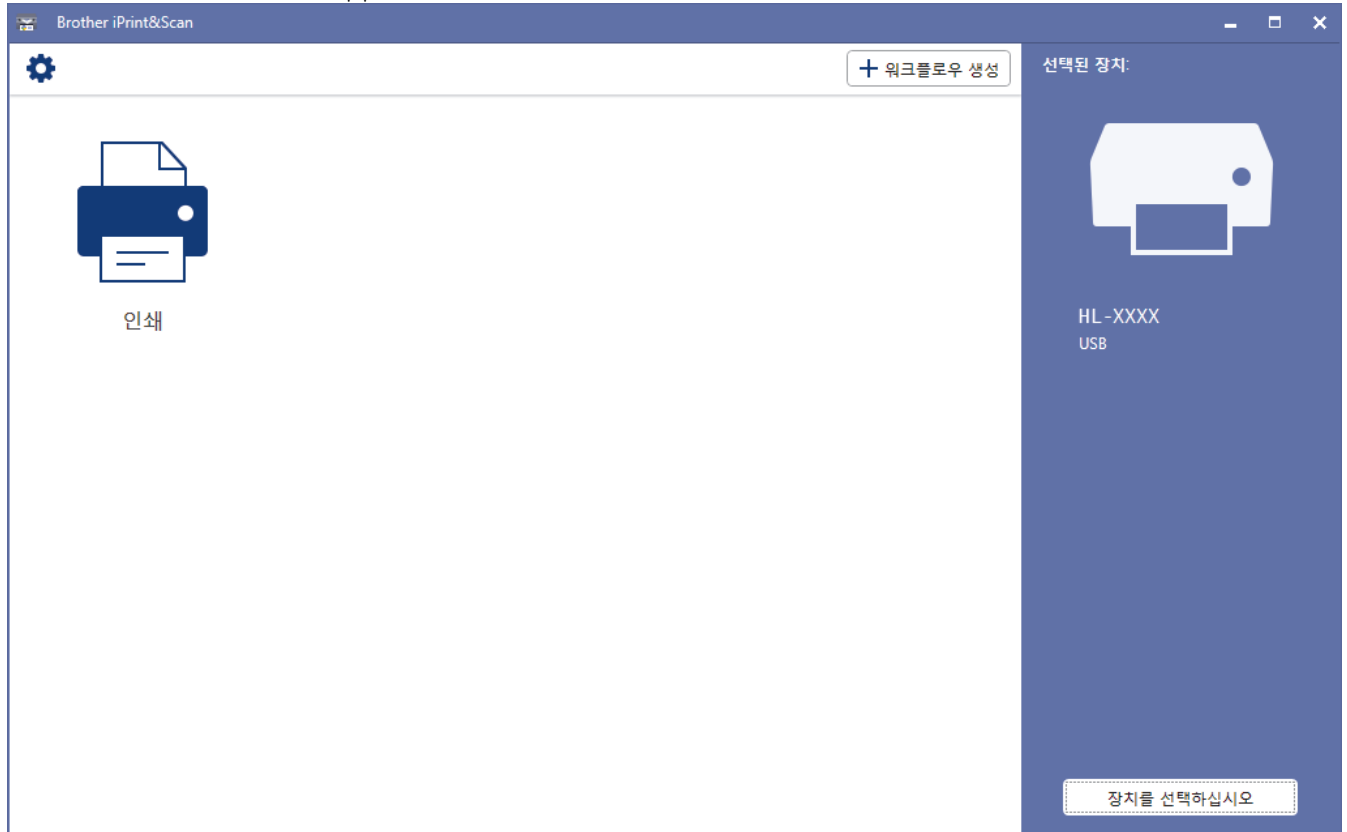 Brother iPrint&Scan
워크플로우 생성
선택된 장치:
인쇄
HL-XXXX
USB
장치를 선택하십시오